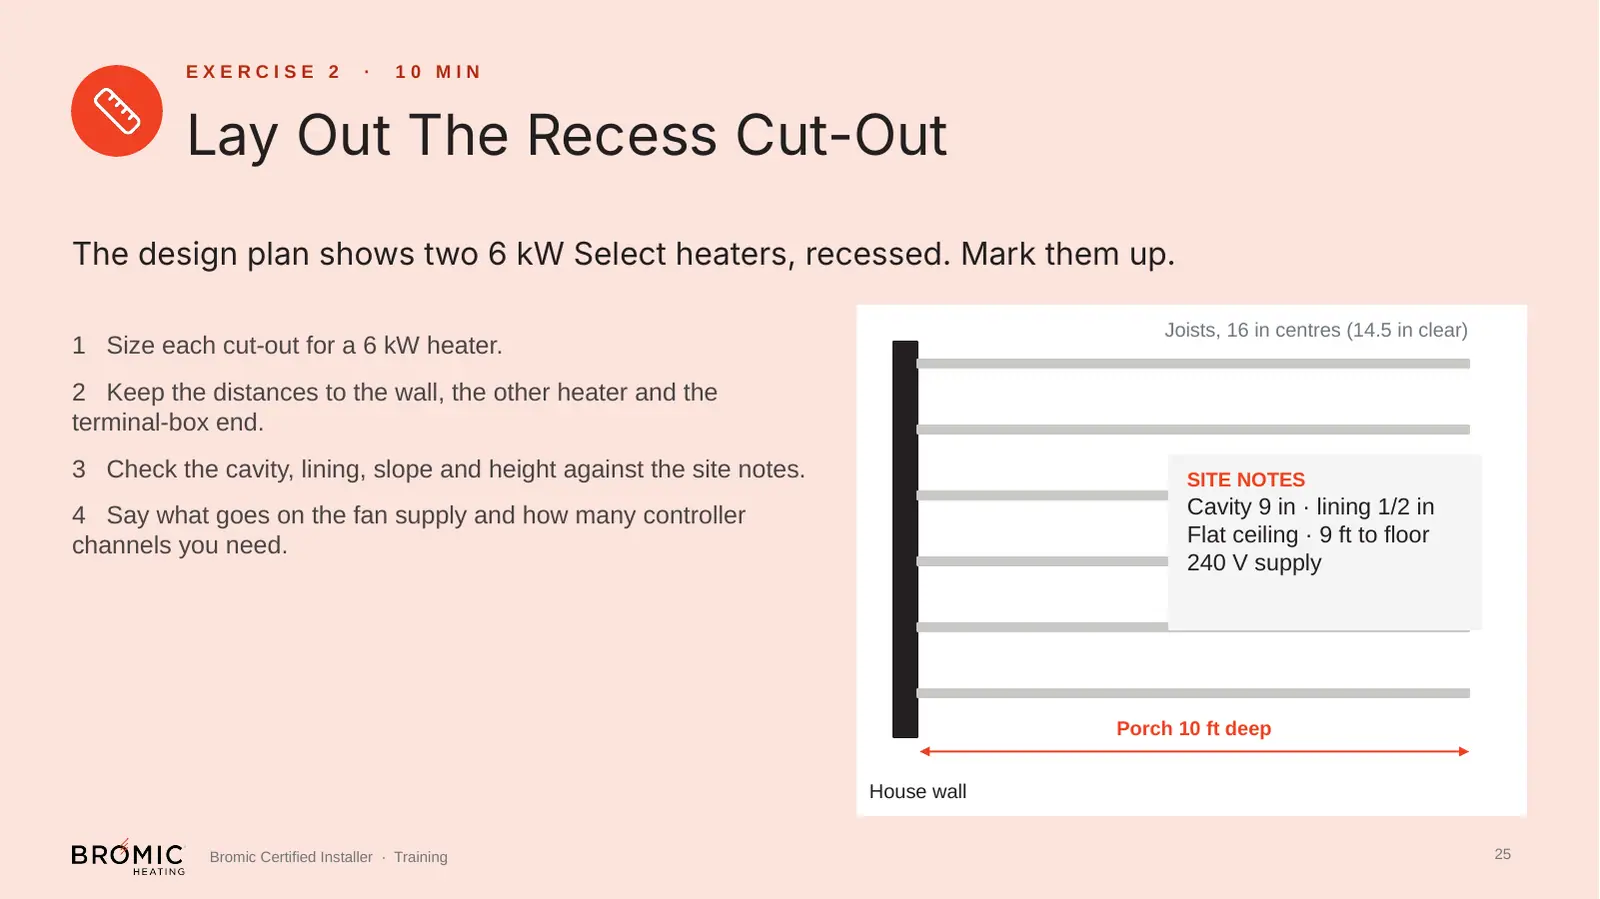 EXERCISE 2 · 10 MIN
Lay Out The Recess Cut-Out
The design plan shows two 6 kW Select heaters, recessed. Mark them up.
1 Size each cut-out for a 6 kW heater.
2 Keep the distances to the wall, the other heater and the
terminal-box end.
3 Check the cavity, lining, slope and height against the site notes.
4 Say what goes on the fan supply and how many controller
channels you need.
Joists, 16 in centres (14.5 in clear)
SITE NOTES
Cavity 9 in · lining 1/2 in
Flat ceiling · 9 ft to floor
240 V supply
Porch 10 ft deep
House wall
BROMIC
HEATING
Bromic Certified Installer · Training
25